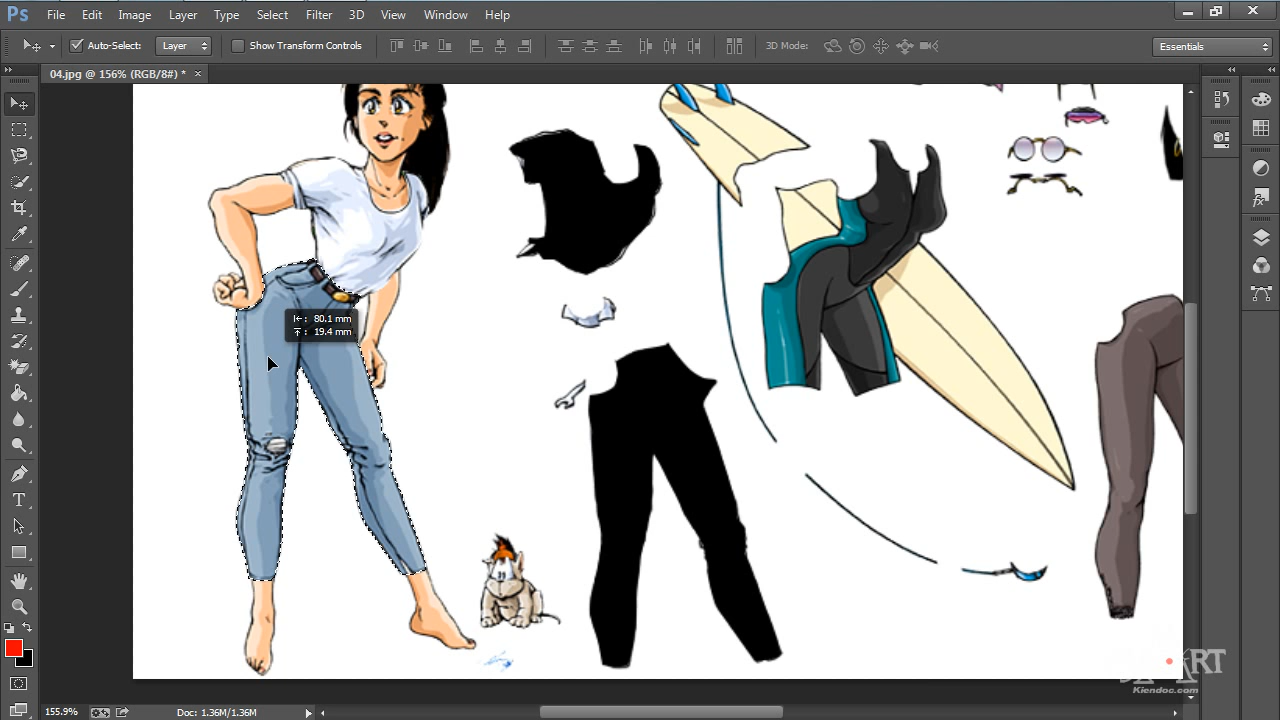 Ps File Edit Image Layer Type Select Filter 3D View Window Help
Auto-Select: Layer Show Transform Controls 3D Mode: Essentials
04.jpg @ 156% (RGB/8#) * ×
80.1 mm
19.4 mm
Kiendoc.com
155.9% Doc: 1.36M/1.36M